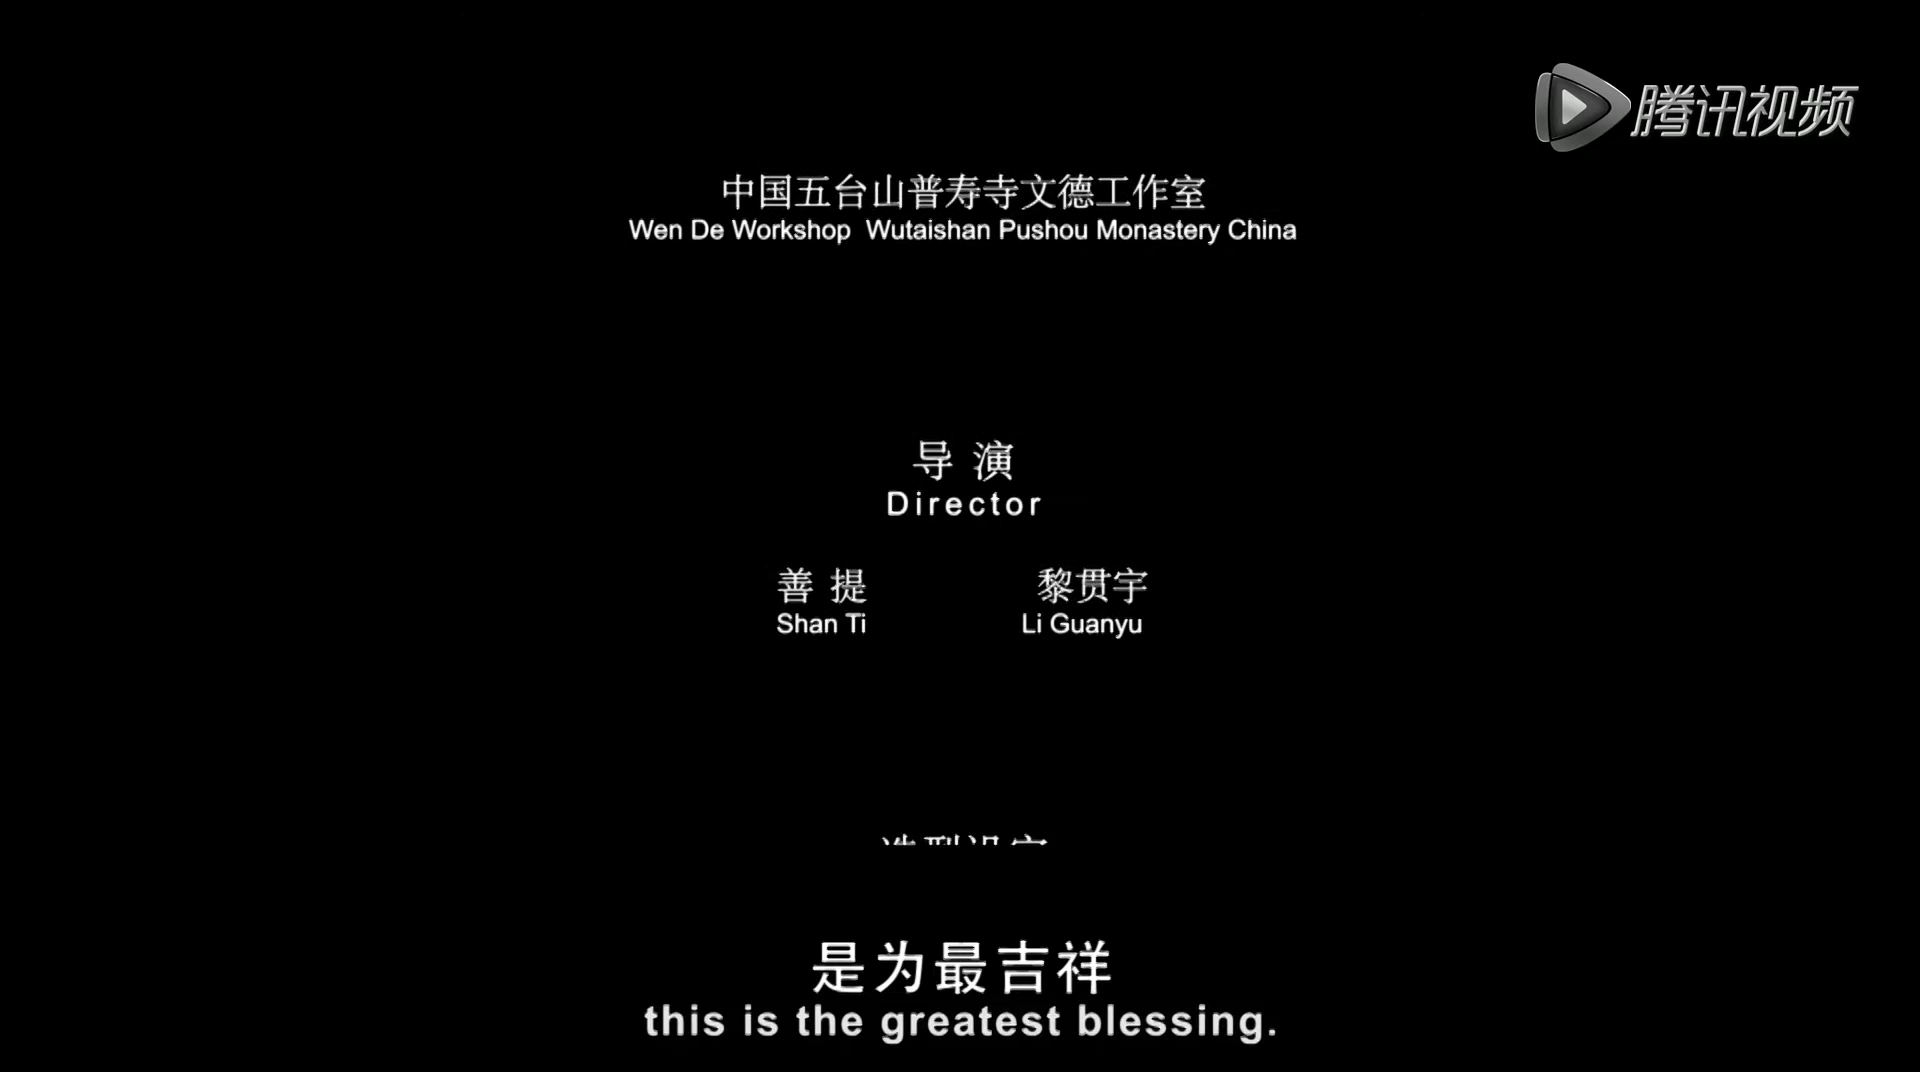 腾讯视频
中国五台山普寿寺文德工作室
Wen De Workshop Wutaishan Pushou Monastery China
导 演
Director
善 提 黎贯宇
Shan Ti Li Guanyu
是为最吉祥
this is the greatest blessing.